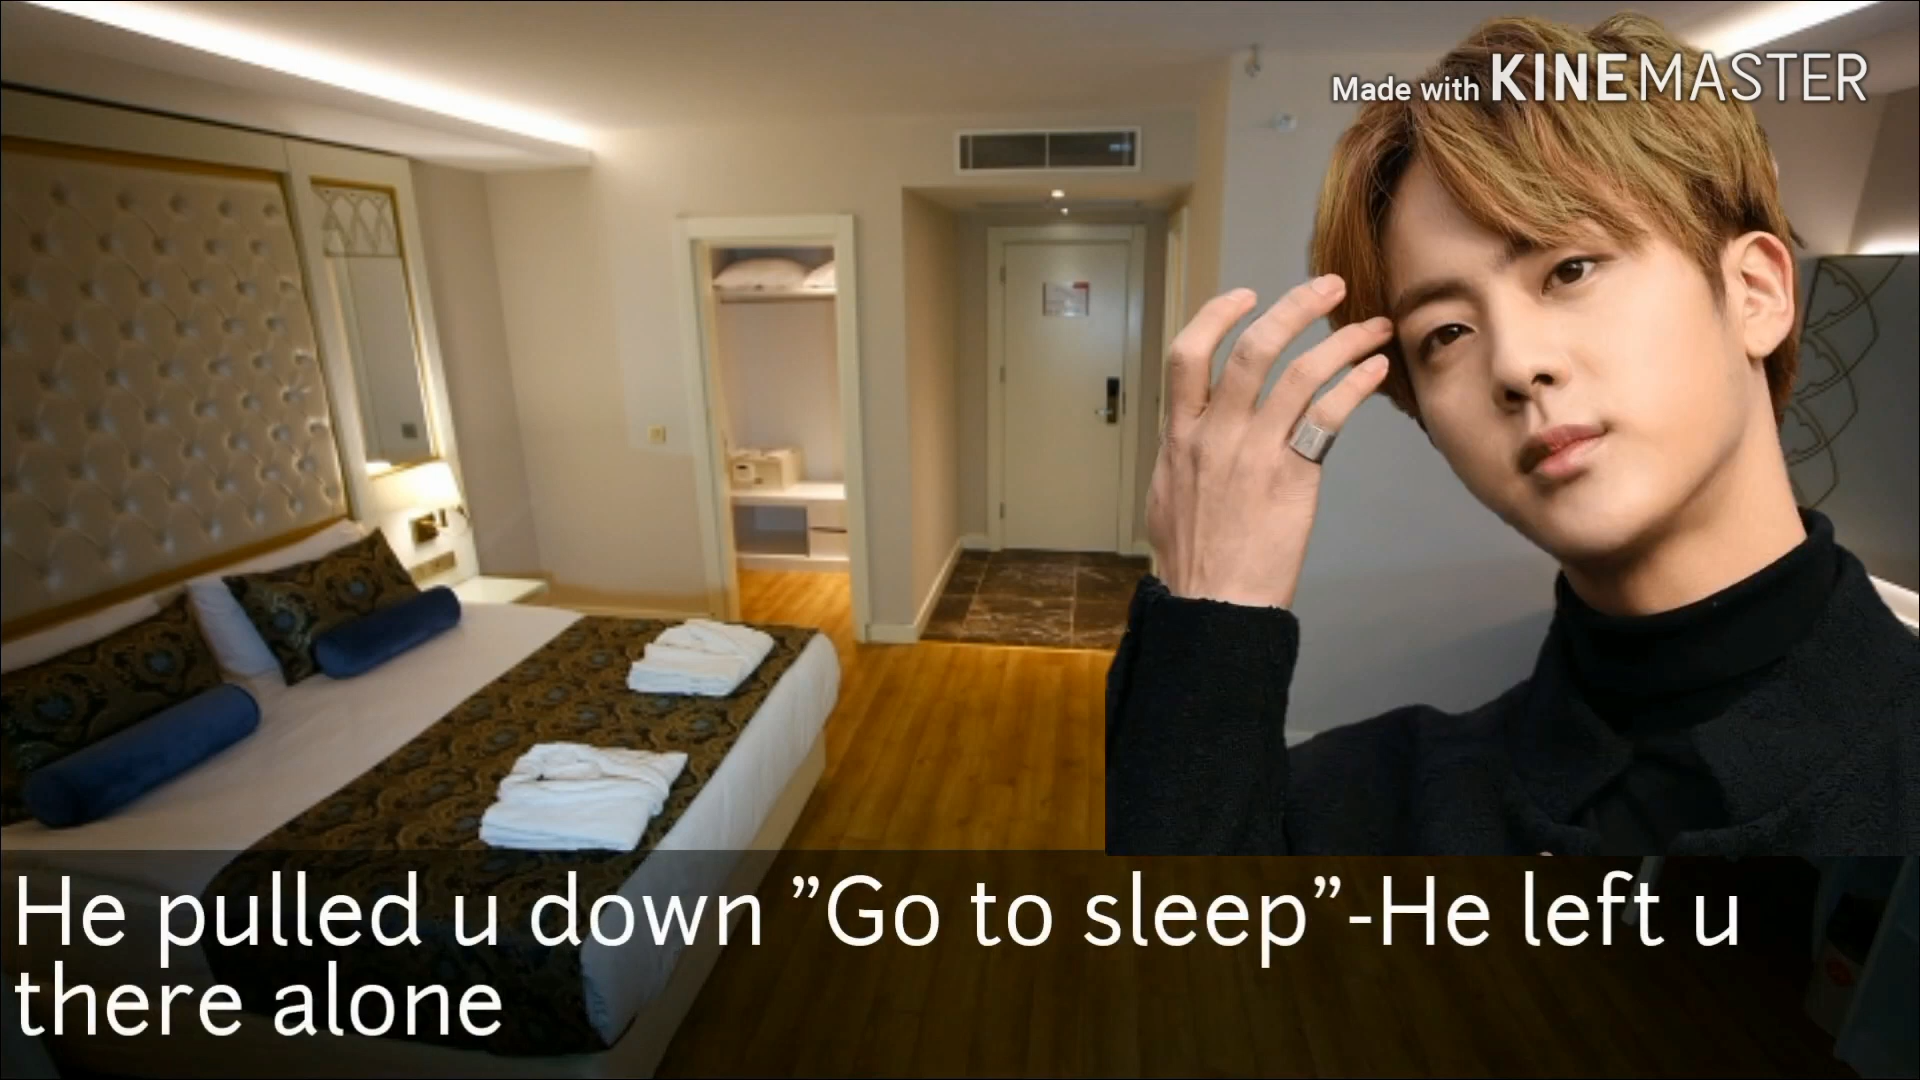 Made with KINEMASTER
He pulled u down ”Go to sleep”-He left u
there alone